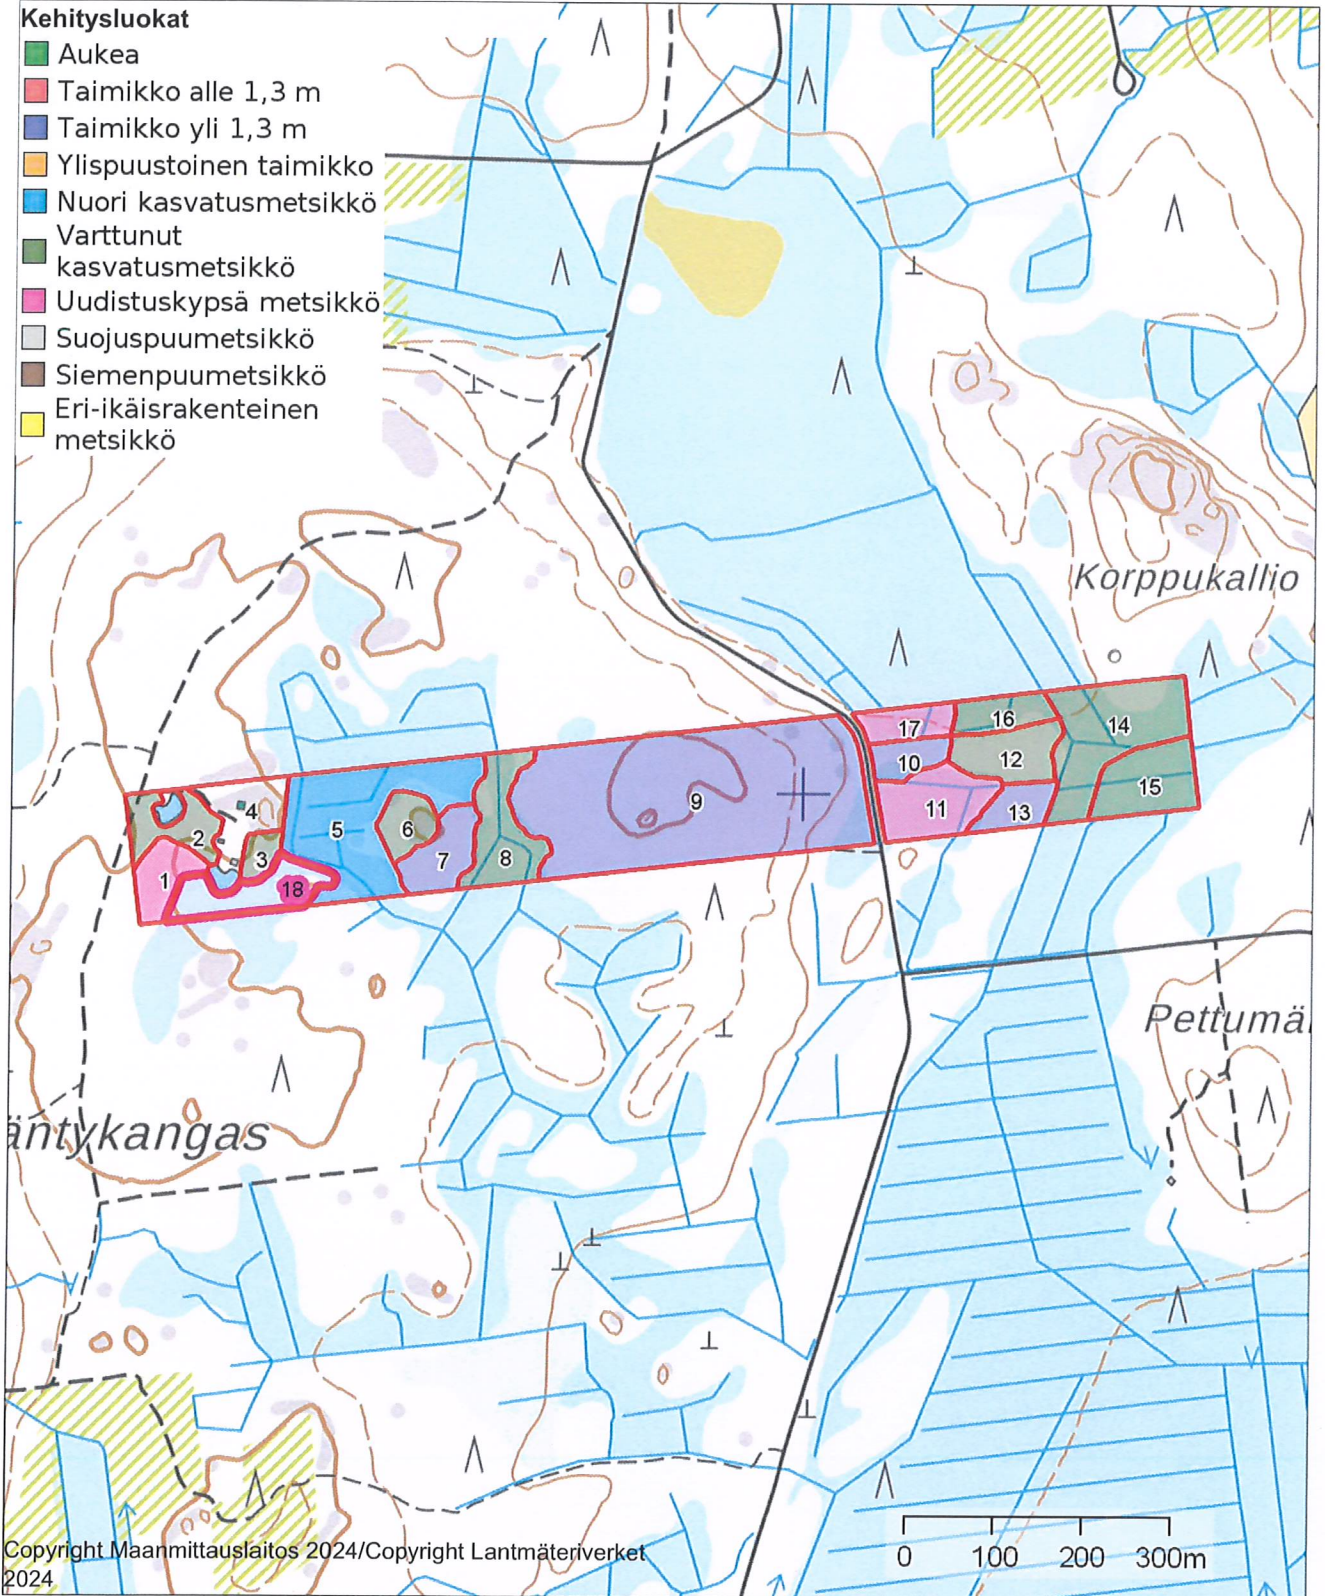 Kehitysluokat
Aukea
Taimikko alle 1,3 m
Taimikko yli 1,3 m
Ylispuustoinen taimikko
Nuori kasvatusmetsikkö
Varttunut
kasvatusmetsikkö
Uudistuskypsä metsikkö
Suojuspuumetsikkö
Siemenpuumetsikkö
Eri-ikäisrakenteinen
metsikkö
Korppukallio
14
16
17
12
10
15
9
4
11
13
5
6
2
7
8
3
1
18
Pettumä
äntykangas
0 100 200 300m
Copyright Maanmittauslaitos 2024/Copyright Lantmäteriverket
2024